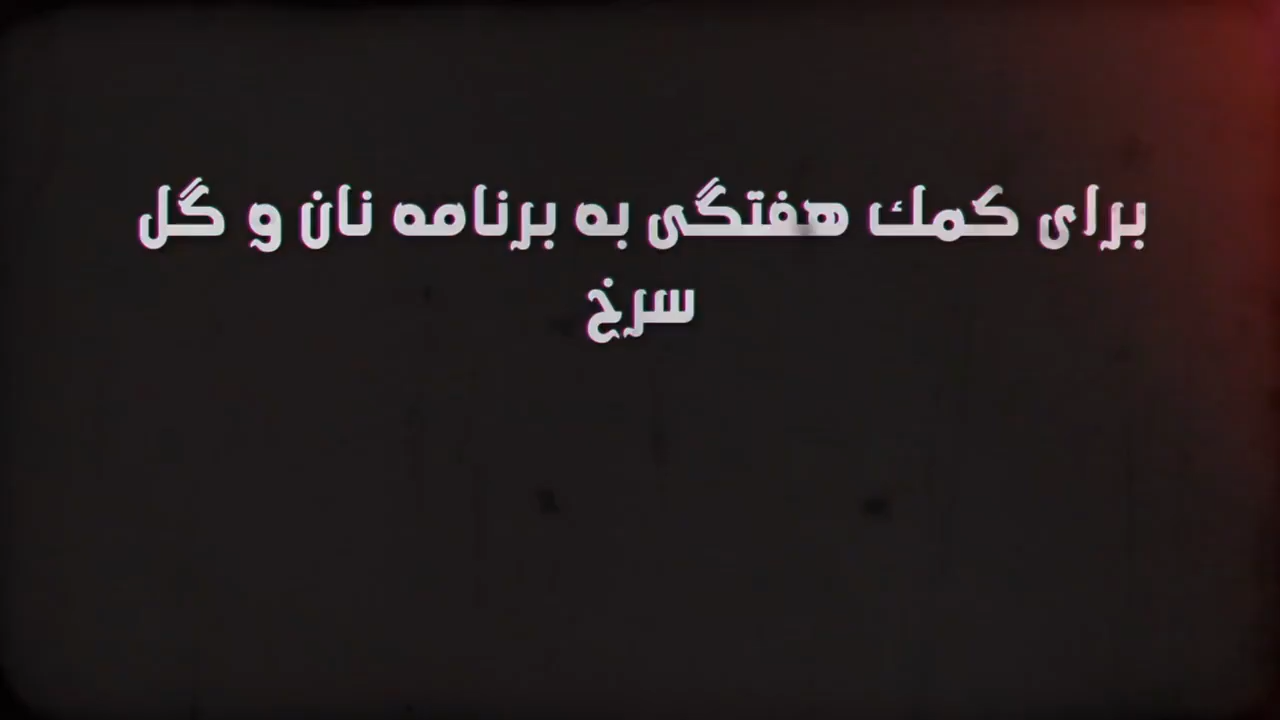 برای کمک هفتگی به برنامه نان و گل
سرخ